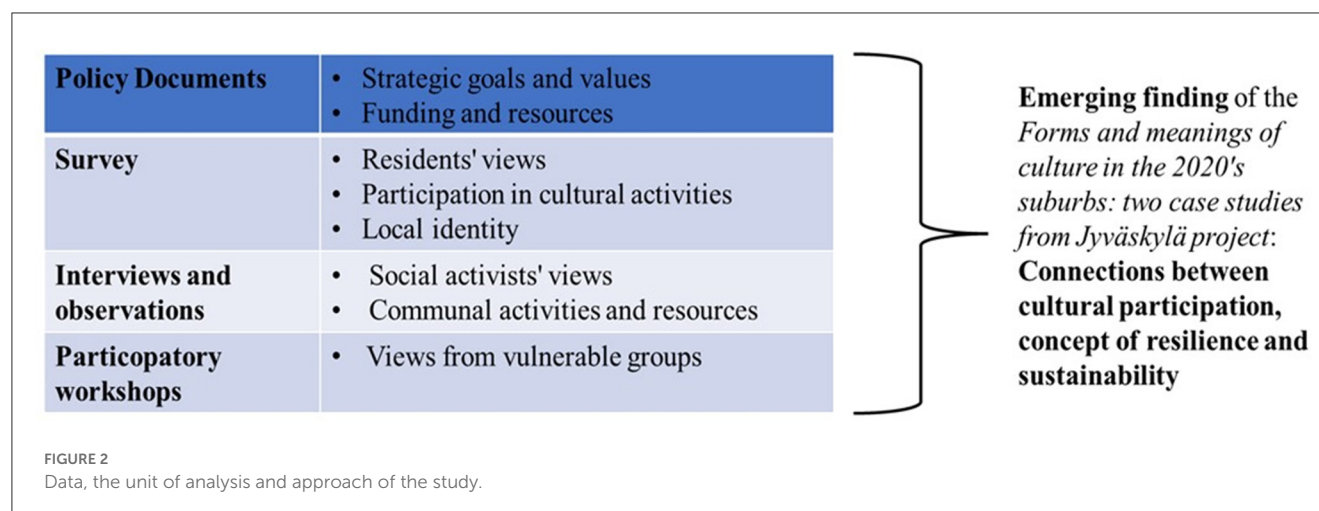 Policy Documents
• Strategic goals and values
• Funding and resources
Survey
• Residents' views
• Participation in cultural activities
• Local identity
Interviews and
observations
• Social activists' views
• Communal activities and resources
Particopatory
workshops
• Views from vulnerable groups
Emerging finding of the
Forms and meanings of
culture in the 2020's
suburbs: two case studies
from Jyväskylä project:
Connections between
cultural participation,
concept of resilience and
sustainability
FIGURE 2
Data, the unit of analysis and approach of the study.